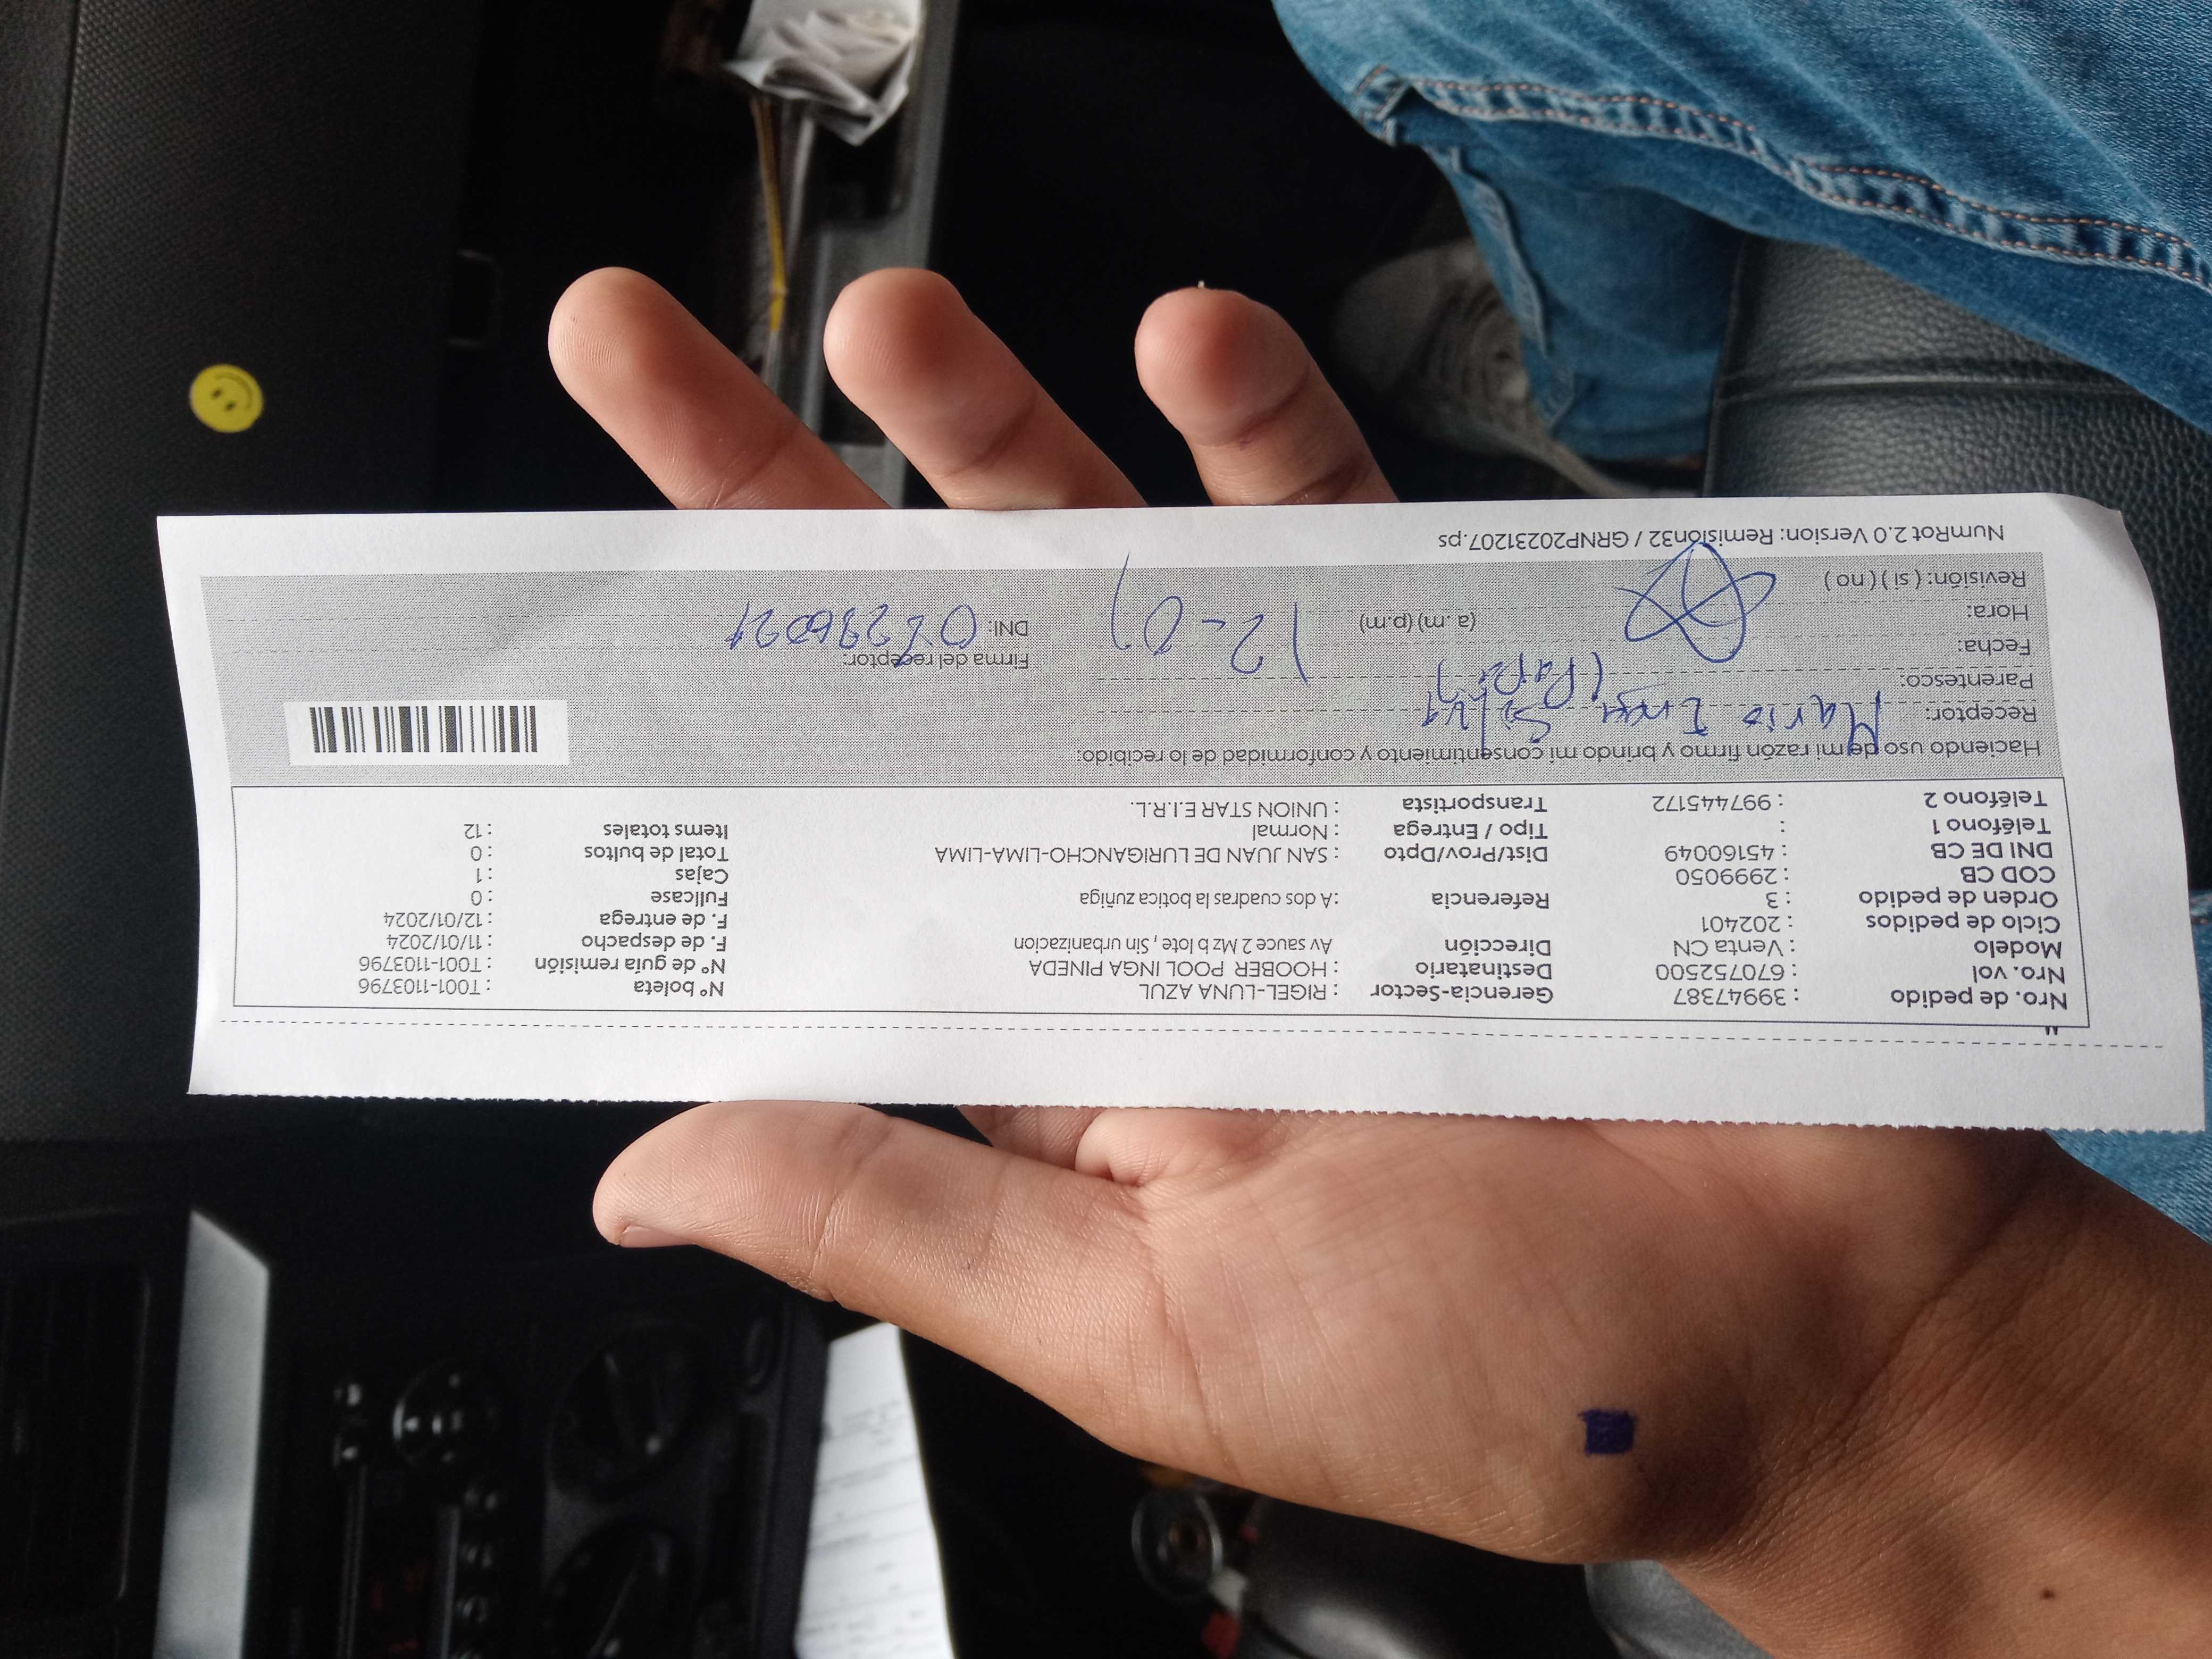 "
Nro. de pedido : 39947387 Gerencia-Sector : RIGEL-LUNA AZUL Nº boleta : T001-1103796
Nro. vol : 670752500 Destinatario : HOOBER POOL INGA PINEDA Nº de guía remisión : T001-1103796
Modelo : Venta CN Dirección Av sauce 2 Mz b lote , Sin urbanizacion F. de despacho : 11/01/2024
Ciclo de pedidos : 202401 F. de entrega : 12/01/2024
Orden de pedido : 3 Referencia : A dos cuadras la botica zuñiga Fullcase : 0
COD CB : 2999050 Cajas : 1
DNI DE CB : 45160049 Dist/Prov/Dpto : SAN JUAN DE LURIGANCHO-LIMA-LIMA Total de bultos : 0
Teléfono 1 : Tipo / Entrega : Normal Items totales : 12
Teléfono 2 : 997445172 Transportista : UNION STAR E.I.R.L.
Haciendo uso de mi razón firmo y brindo mi consentimiento y conformidad de lo recibido:
Receptor: Mario Inga Silva
Parentesco: (Papá)
Fecha: 12-01 Firma del receptor:
Hora: (a. m) (p.m) DNI:
Revisión: ( si ) ( no )
NumRot 2.0 Version: Remisión32 / GRNP20231207.ps